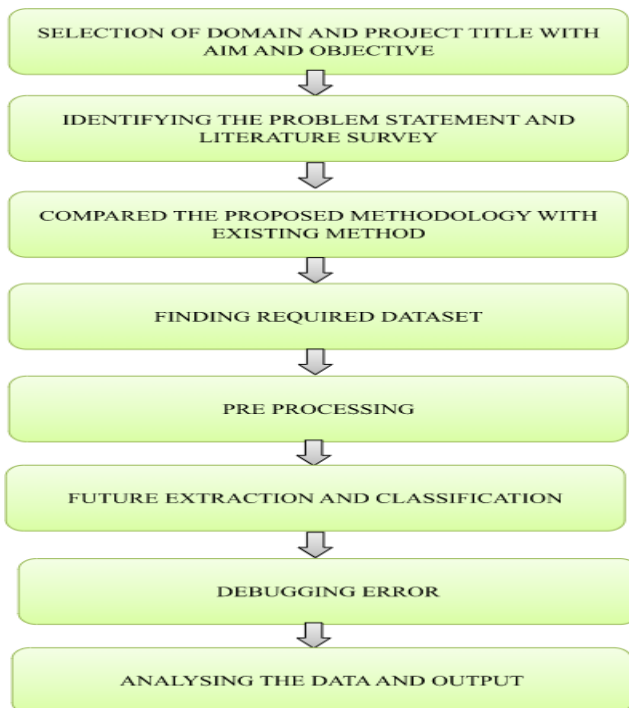 SELECTION OF DOMAIN AND PROJECT TITLE WITH
AIM AND OBJECTIVE
IDENTIFYING THE PROBLEM STATEMENT AND
LITERATURE SURVEY
COMPARED THE PROPOSED METHODOLOGY WITH
EXISTING METHOD
FINDING REQUIRED DATASET
PRE PROCESSING
FUTURE EXTRACTION AND CLASSIFICATION
DEBUGGING ERROR
ANALYSING THE DATA AND OUTPUT